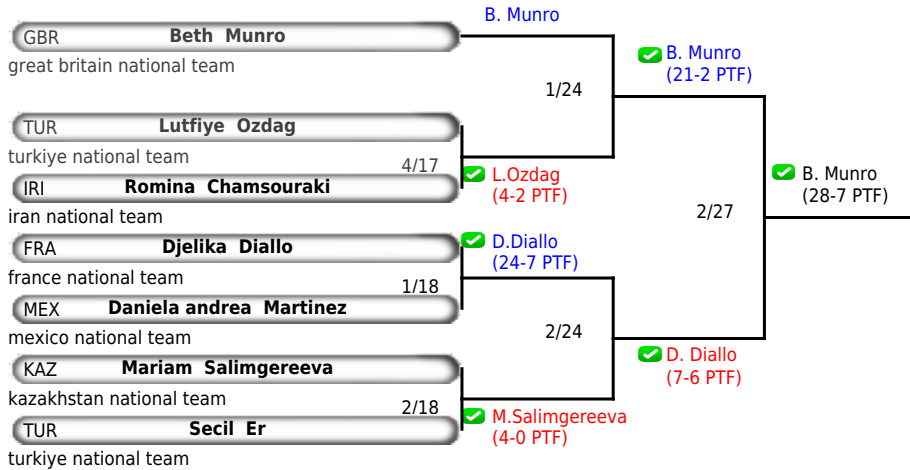 B. Munro
GBR Beth Munro
great britain national team
B. Munro
(21-2 PTF)
1/24
TUR Lutfiye Ozdag
turkiye national team
4/17
L.Ozdag
(4-2 PTF)
IRI Romina Chamsouraki
iran national team
B. Munro
(28-7 PTF)
2/27
FRA Djelika Diallo
france national team
D.Diallo
(24-7 PTF)
1/18
MEX Daniela andrea Martinez
mexico national team
2/24
KAZ Mariam Salimgereeva
kazakhstan national team
D. Diallo
(7-6 PTF)
2/18
M.Salimgereeva
(4-0 PTF)
TUR Secil Er
turkiye national team